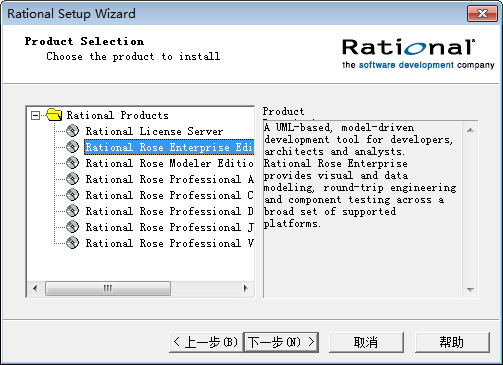 Rational Setup Wizard
Product Selection
Choose the product to install
Rational®
the software development company
Rational Products
Rational License Server
Rational Rose Enterprise Edi
Rational Rose Modeler Editio
Rational Rose Professional A
Rational Rose Professional C
Rational Rose Professional D
Rational Rose Professional J
Rational Rose Professional V
Product
A UML-based, model-driven
development tool for developers,
architects and analysts.
Rational Rose Enterprise
provides visual and data
modeling, round-trip engineering
and component testing across a
broad set of supported
platforms.
< 上一步(B)
下一步(N) >
取消
帮助